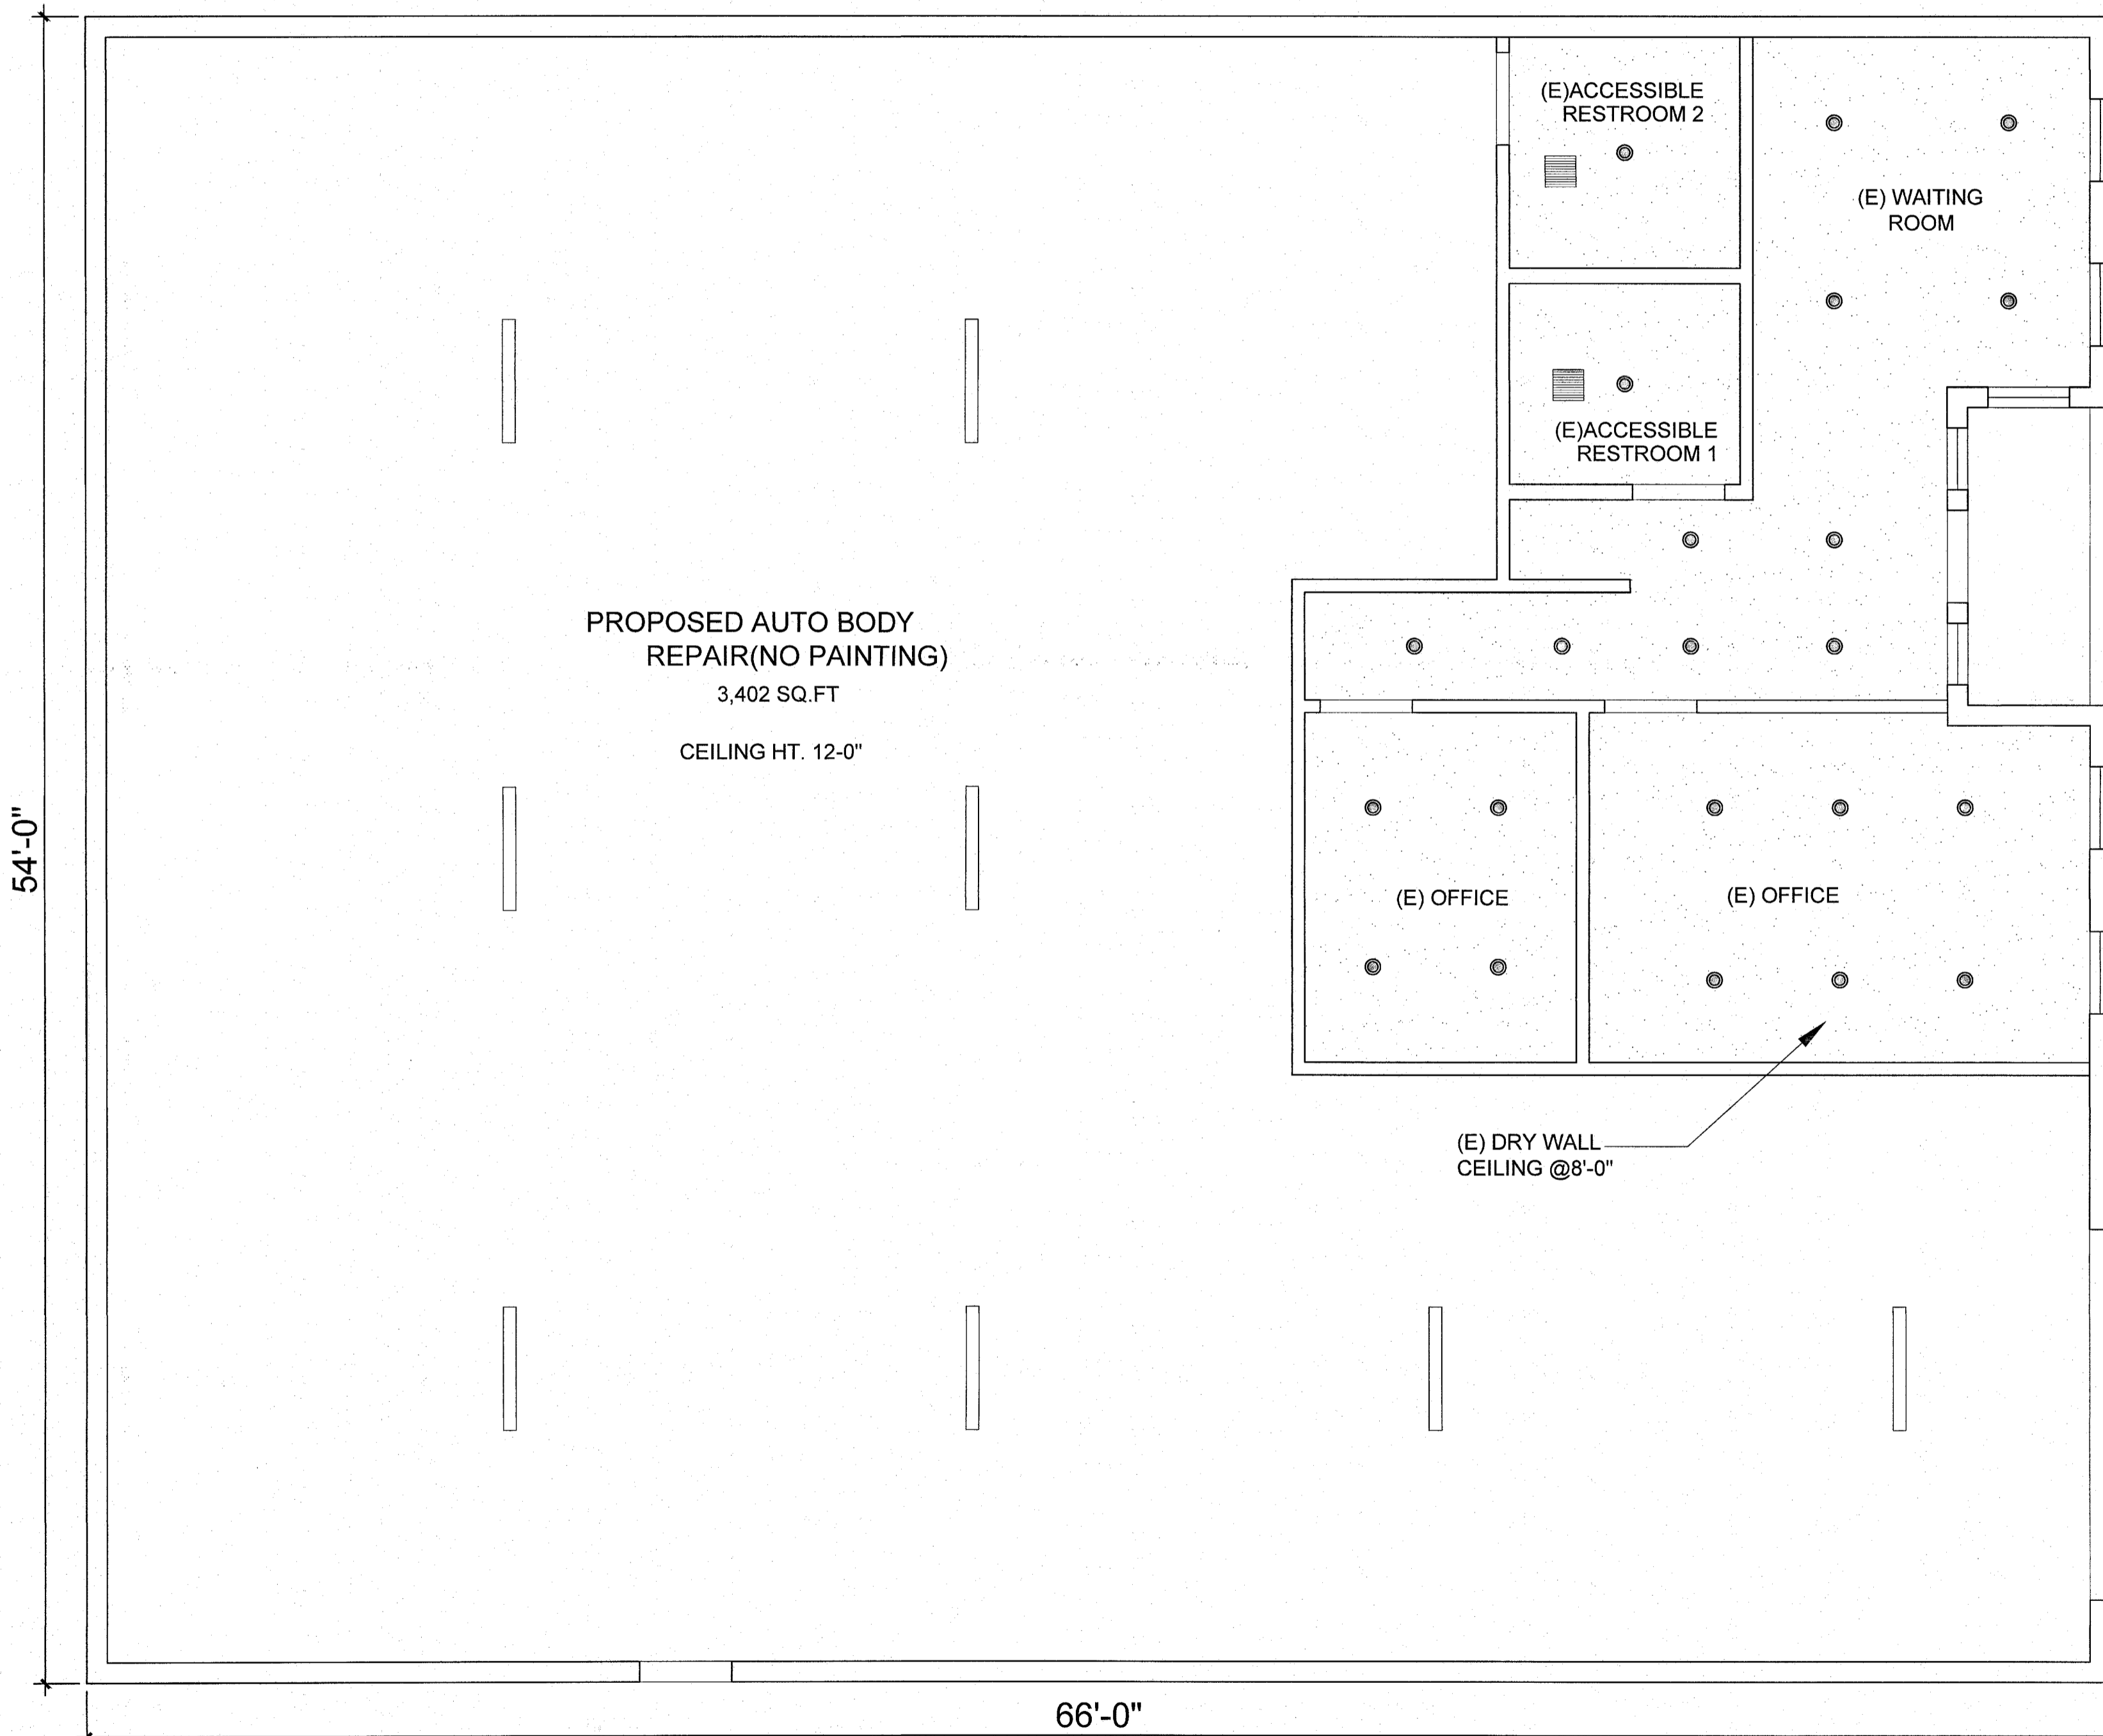 (E)ACCESSIBLE
RESTROOM 2
(E) WAITING
ROOM
(E)ACCESSIBLE
RESTROOM 1
PROPOSED AUTO BODY
REPAIR(NO PAINTING)
3,402 SQ.FT
CEILING HT. 12-0"
54'-0"
(E) OFFICE
(E) OFFICE
(E) DRY WALL
CEILING @8'-0"
66'-0"